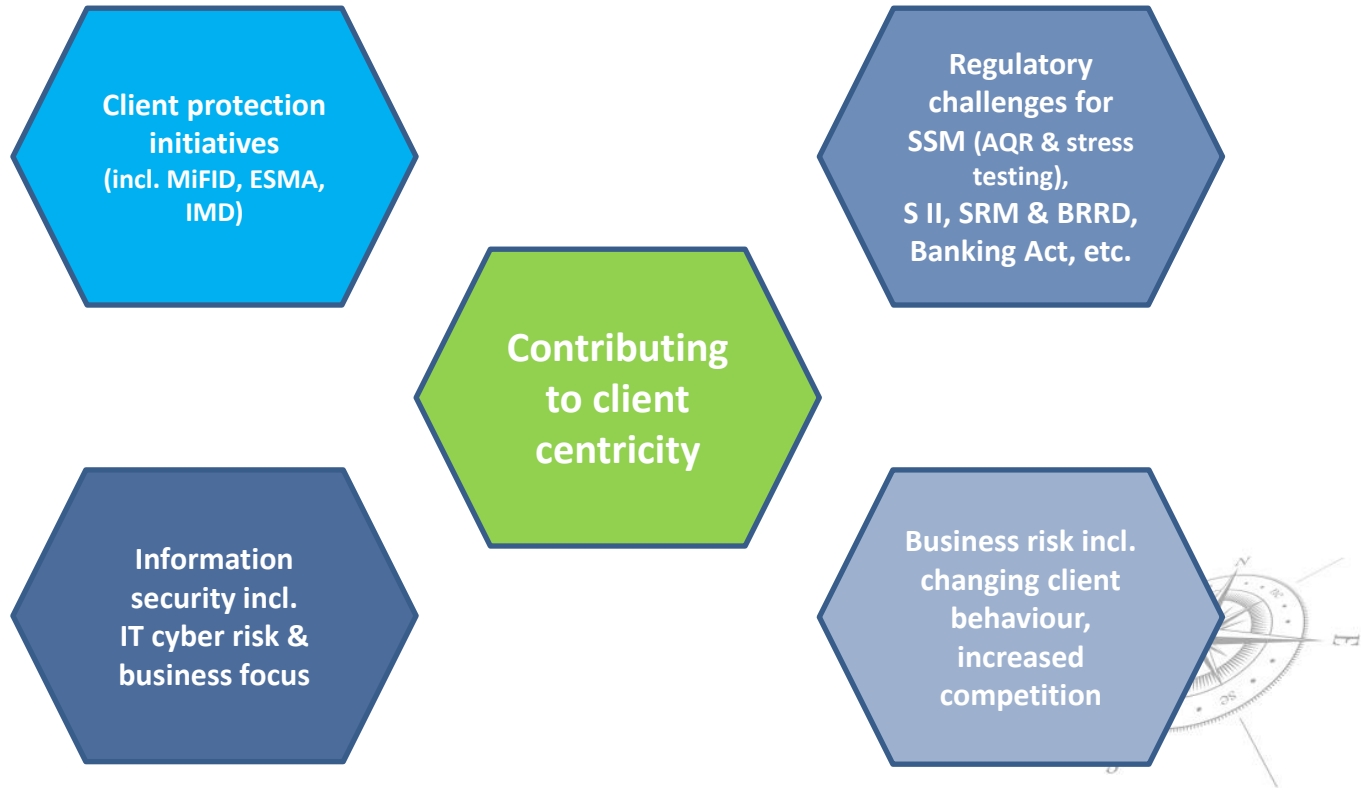 Client protection
initiatives
(incl. MiFID, ESMA,
IMD)
Regulatory
challenges for
SSM (AQR & stress
testing),
S II, SRM & BRRD,
Banking Act, etc.
Contributing
to client
centricity
Information
security incl.
IT cyber risk &
business focus
Business risk incl.
changing client
behaviour,
increased
competition
N
E
SE